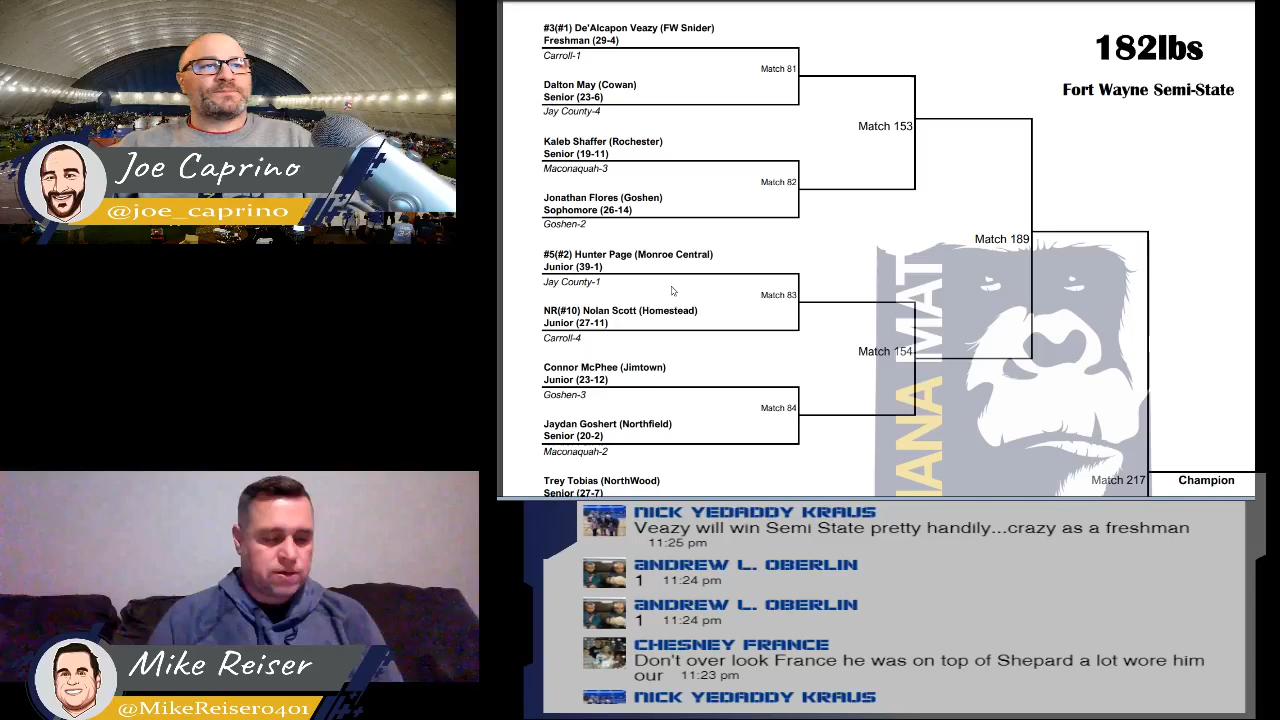 Joe Caprino
@joe_caprino
Mike Reiser
@MikeReiser0401
182lbs
Fort Wayne Semi-State
#3(#1) De'Alcapon Veazy (FW Snider)
Freshman (29-4)
Carroll-1
Match 81
Dalton May (Cowan)
Senior (23-6)
Jay County-4
Match 153
Kaleb Shaffer (Rochester)
Senior (19-11)
Maconaquah-3
Match 82
Jonathan Flores (Goshen)
Sophomore (26-14)
Goshen-2
Match 189
#5(#2) Hunter Page (Monroe Central)
Junior (39-1)
Jay County-1
Match 83
NR(#10) Nolan Scott (Homestead)
Junior (27-11)
Carroll-4
Match 154
Connor McPhee (Jimtown)
Junior (23-12)
Goshen-3
Match 84
Jaydan Goshert (Northfield)
Senior (20-2)
Maconaquah-2
Trey Tobias (NorthWood)
Senior (27-7)
Match 217
Champion
IANA MAT
NICK YEDADDY KRAUS
Veazy will win Semi State pretty handily...crazy as a freshman
11:25 pm
ANDREW L. OBERLIN
1 11:24 pm
ANDREW L. OBERLIN
1 11:24 pm
CHESNEY FRANCE
Don't over look France he was on top of Shepard a lot wore him
our 11:23 pm
NICK YEDADDY KRAUS